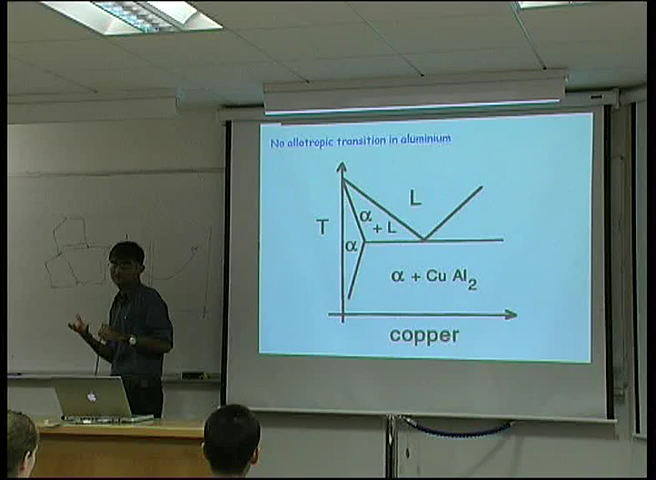 No allotropic transition in aluminium
L
α
+ L
T
α
α + Cu Al2
copper